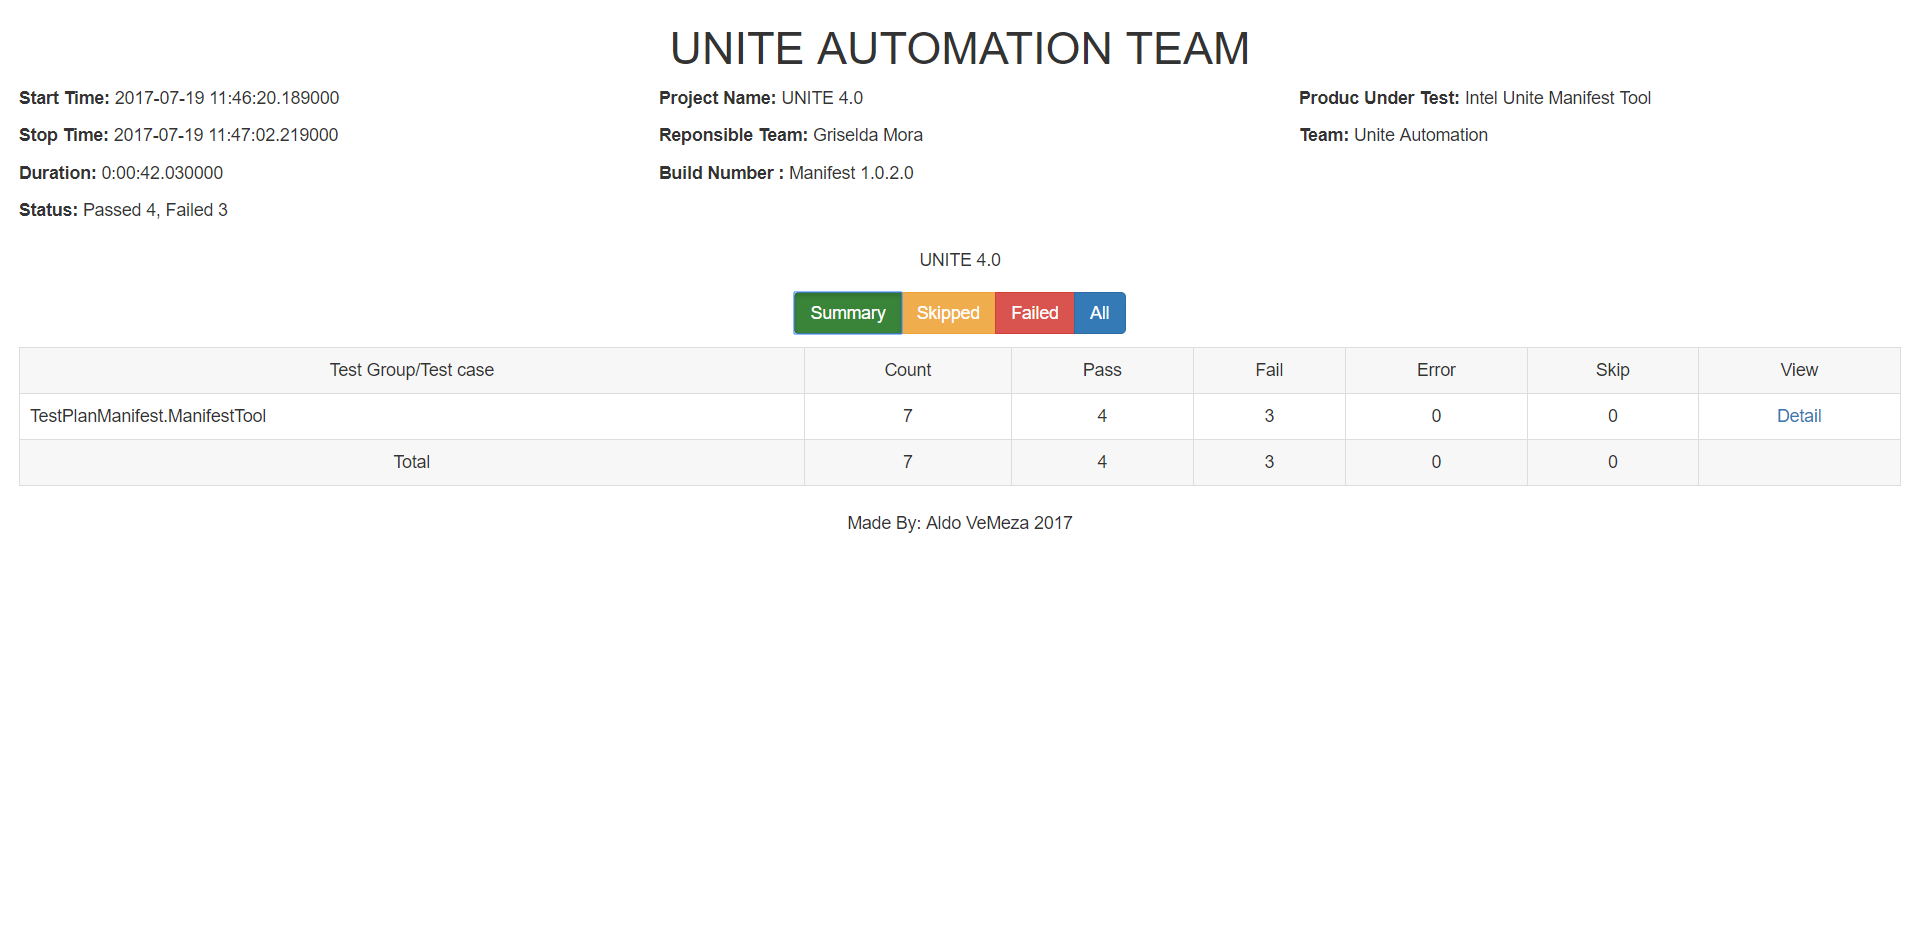 UNITE AUTOMATION TEAM
Start Time: 2017-07-19 11:46:20.189000
Stop Time: 2017-07-19 11:47:02.219000
Duration: 0:00:42.030000
Status: Passed 4, Failed 3
Project Name: UNITE 4.0
Reponsible Team: Griselda Mora
Build Number : Manifest 1.0.2.0
Produc Under Test: Intel Unite Manifest Tool
Team: Unite Automation
UNITE 4.0
Summary Skipped Failed All
Test Group/Test case Count Pass Fail Error Skip View
TestPlanManifest.ManifestTool 7 4 3 0 0 Detail
Total 7 4 3 0 0
Made By: Aldo VeMeza 2017